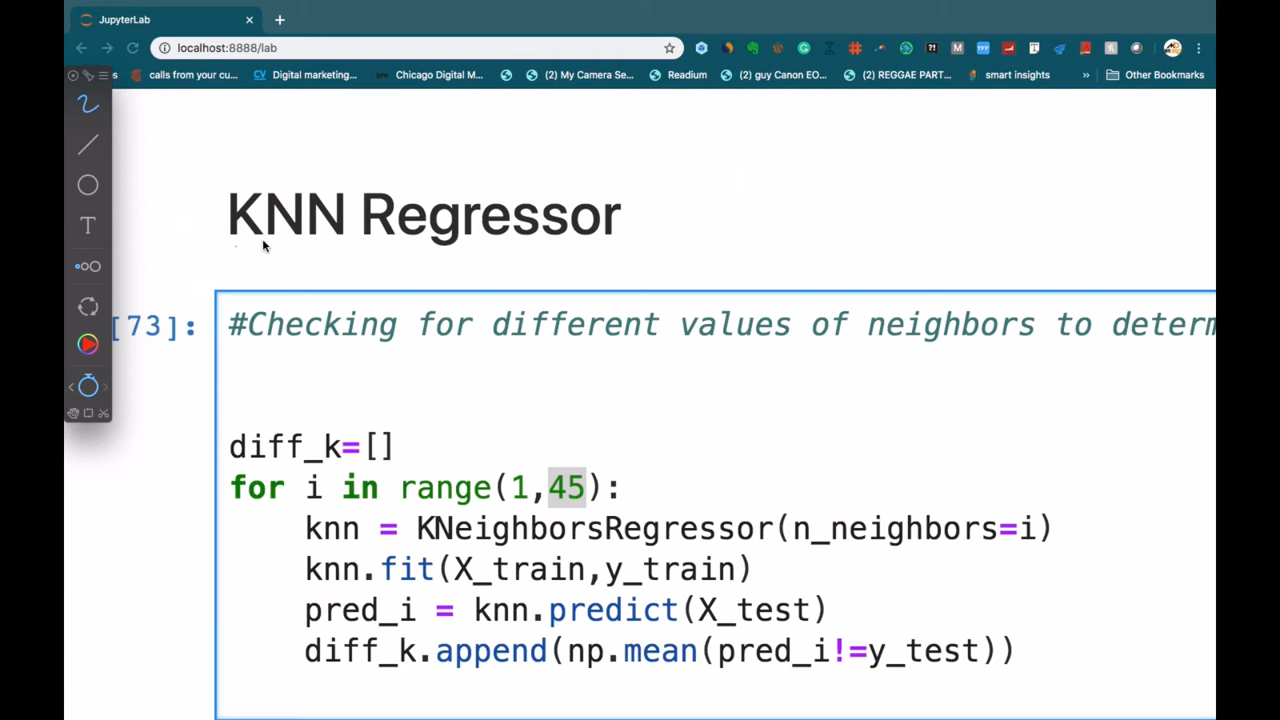 JupyterLab
localhost:8888/lab
calls from your cu...
Digital marketing...
Chicago Digital M...
(2) My Camera Se...
Readium
(2) guy Canon EO...
(2) REGGAE PART...
smart insights
»
Other Bookmarks
KNN Regressor
[73]:
#Checking for different values of neighbors to determ
diff_k=[]
for i in range(1,45):
knn = KNeighborsRegressor(n_neighbors=i)
knn.fit(X_train,y_train)
pred_i = knn.predict(X_test)
diff_k.append(np.mean(pred_i!=y_test))